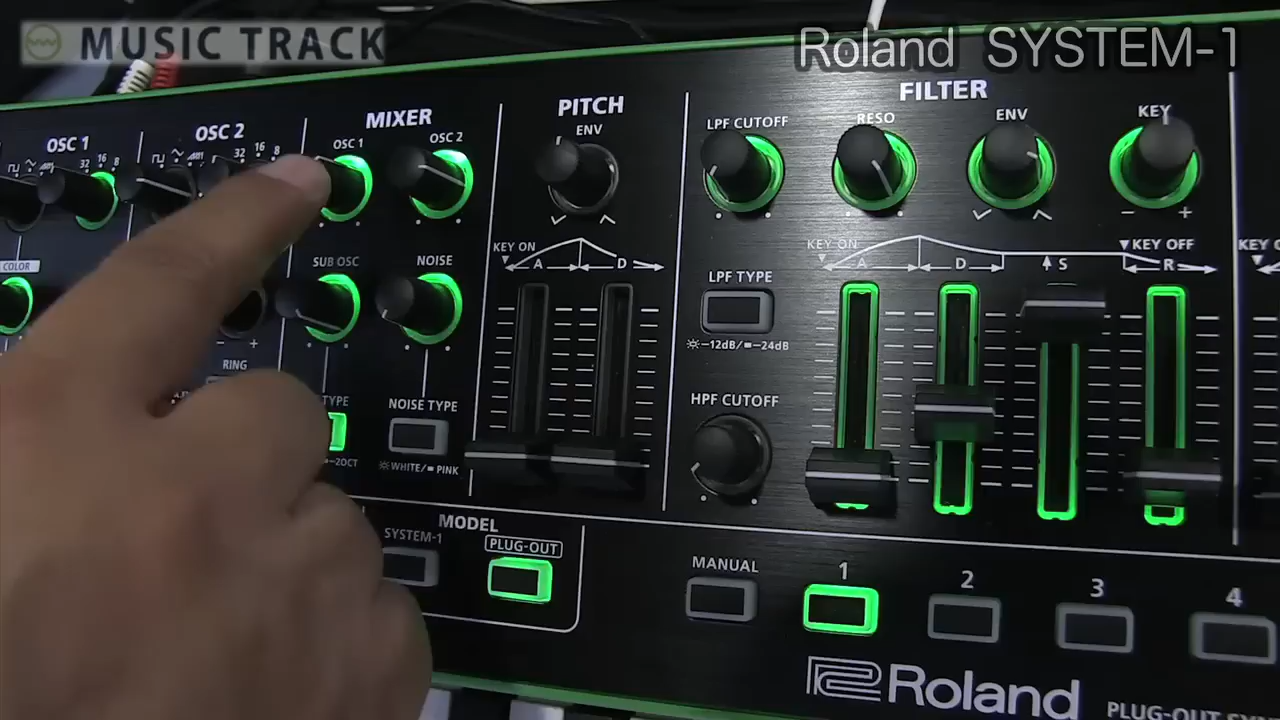 MUSIC TRACK
Roland SYSTEM-1
OSC 1
OSC 2
MIXER
PITCH
FILTER
32 16 8
32 16 8
OSC 1
OSC 2
ENV
LPF CUTOFF
RESO
ENV
KEY
- +
COLOR
SUB OSC
NOISE
KEY ON
A
D
KEY ON
A
D
S
KEY OFF
R
LPF TYPE
-12dB/ -24dB
- +
RING
TYPE
-2OCT
NOISE TYPE
WHITE/ PINK
HPF CUTOFF
MODEL
SYSTEM-1
PLUG-OUT
MANUAL
1
2
3
4
Roland
PLUG-OUT